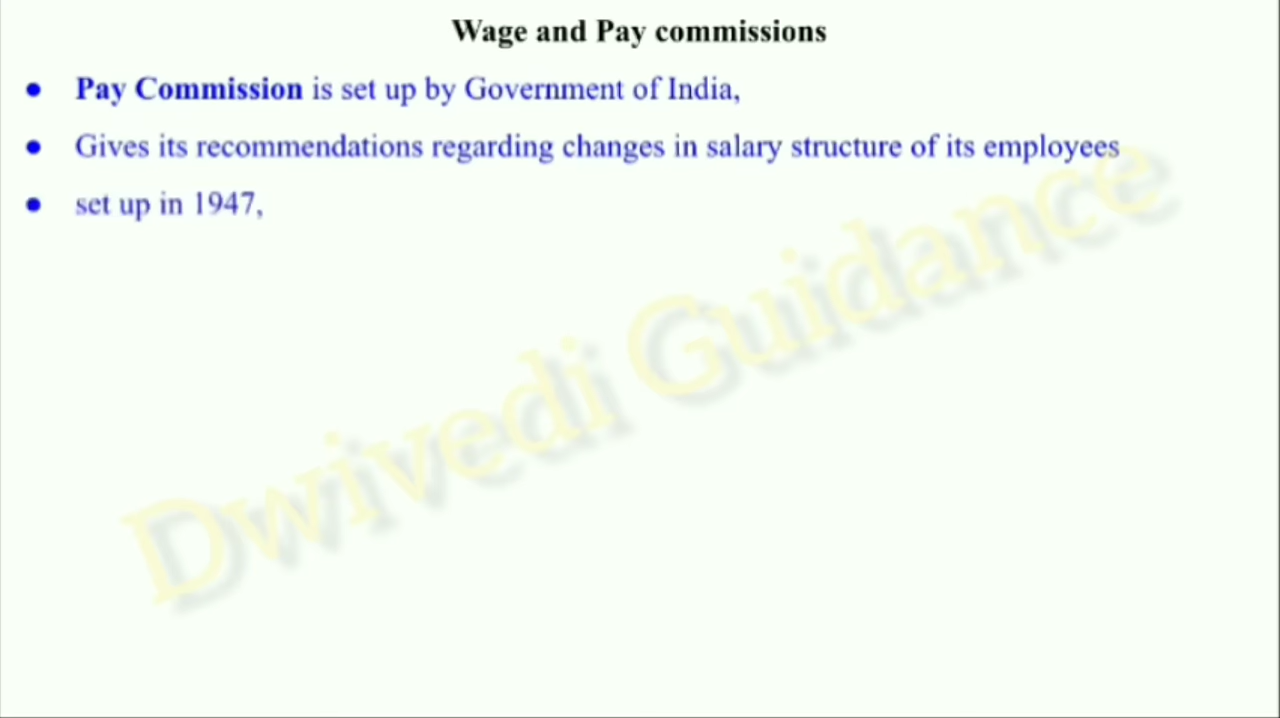 Wage and Pay commissions
● Pay Commission is set up by Government of India,
● Gives its recommendations regarding changes in salary structure of its employees
● set up in 1947,
Dwivedi Guidance